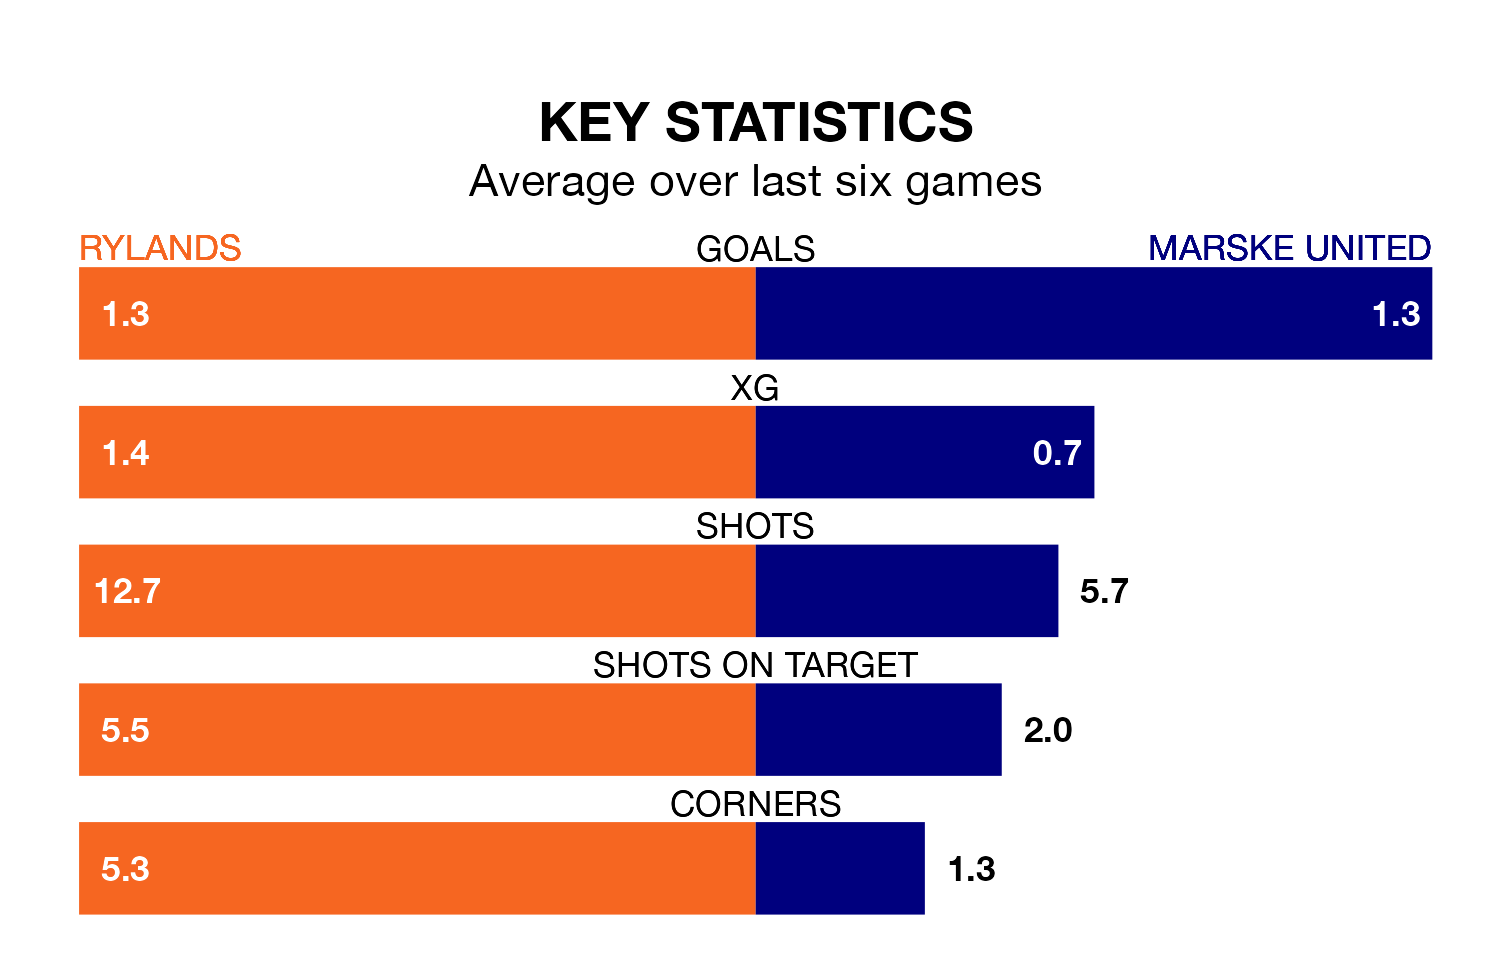 KEY STATISTICS
Average over last six games
RYLANDS GOALS MARSKE UNITED
1.3 1.3
XG
1.4 0.7
SHOTS
12.7 5.7
SHOTS ON TARGET
5.5 2.0
CORNERS
5.3 1.3